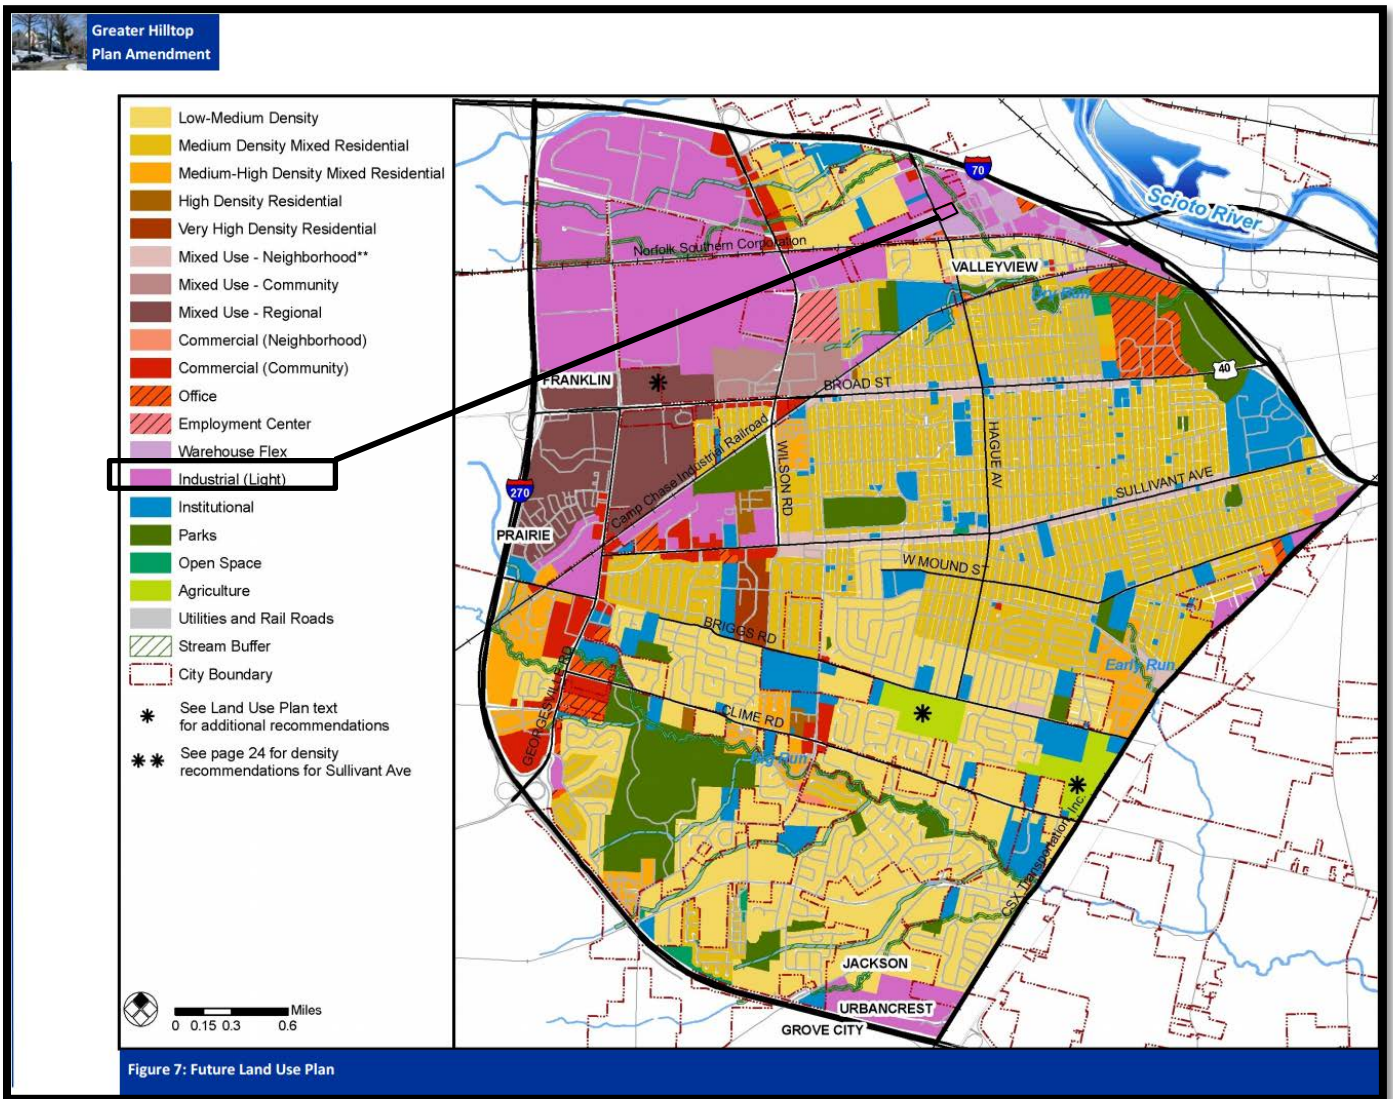 Greater Hilltop
Plan Amendment
Low-Medium Density
Medium Density Mixed Residential
Medium-High Density Mixed Residential
High Density Residential
Very High Density Residential
Mixed Use - Neighborhood**
Mixed Use - Community
Mixed Use - Regional
Commercial (Neighborhood)
Commercial (Community)
Office
Employment Center
Warehouse Flex
Industrial (Light)
Institutional
Parks
Open Space
Agriculture
Utilities and Rail Roads
Stream Buffer
City Boundary
* See Land Use Plan text
for additional recommendations
** See page 24 for density
recommendations for Sullivant Ave
Miles
0 0.15 0.3 0.6
70
Scioto River
Norfolk Southern Corporation
VALLEYVIEW
Dry Run
40
FRANKLIN
*
BROAD ST
Camp Chase Industrial Railroad
WILSON RD
HAGUE AV
SULLIVANT AVE
270
PRAIRIE
W MOUND ST
BRIGGS RD
Early Run
GEORGESVILLE RD
CLIME RD
*
Big Run
*
CSX Transportation Inc.
JACKSON
URBANCREST
GROVE CITY
Figure 7: Future Land Use Plan